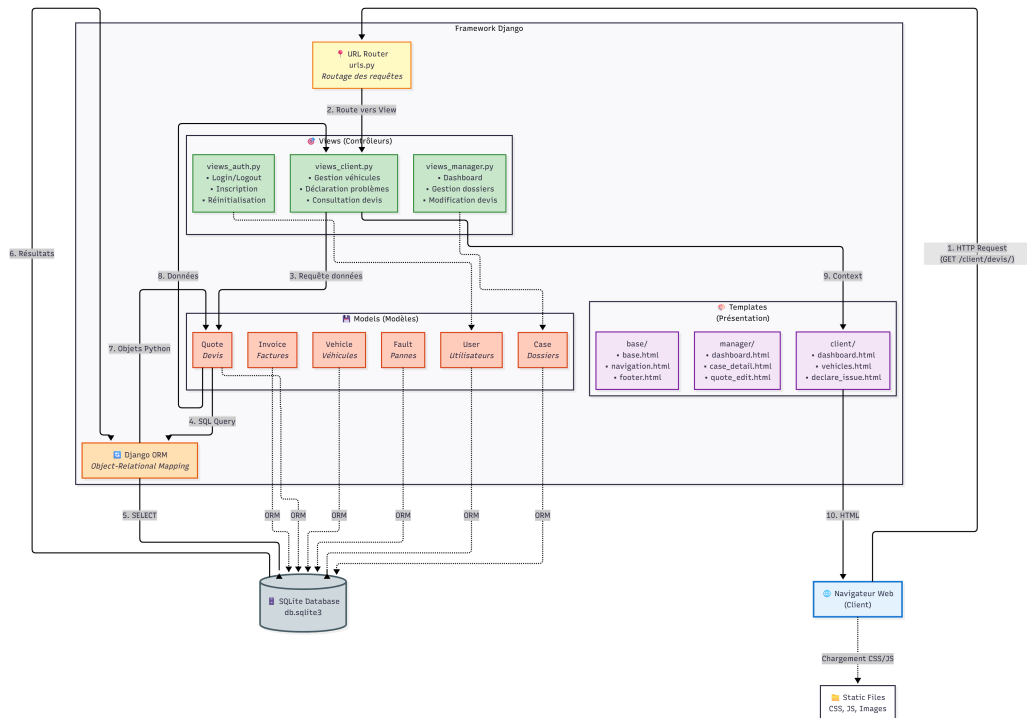 Framework Django
📍 URL Router
urls.py
Routage des requêtes
2. Route vers View
🎯 Views (Contrôleurs)
views_auth.py
• Login/Logout
• Inscription
• Réinitialisation
views_client.py
• Gestion véhicules
• Déclaration problèmes
• Consultation devis
views_manager.py
• Dashboard
• Gestion dossiers
• Modification devis
6. Résultats
1. HTTP Request
(GET /client/devis/)
8. Données
3. Requête données
9. Context
💾 Models (Modèles)
Quote
Devis
Invoice
Factures
Vehicle
Véhicules
Fault
Pannes
User
Utilisateurs
Case
Dossiers
🎨 Templates
(Présentation)
base/
• base.html
• navigation.html
• footer.html
manager/
• dashboard.html
• case_detail.html
• quote_edit.html
client/
• dashboard.html
• vehicles.html
• declare_issue.html
7. Objets Python
4. SQL Query
🔄 Django ORM
Object-Relational Mapping
5. SELECT
ORM
ORM
ORM
ORM
ORM
ORM
10. HTML
🗄️ SQLite Database
db.sqlite3
🌐 Navigateur Web
(Client)
Chargement CSS/JS
📁 Static Files
CSS, JS, Images